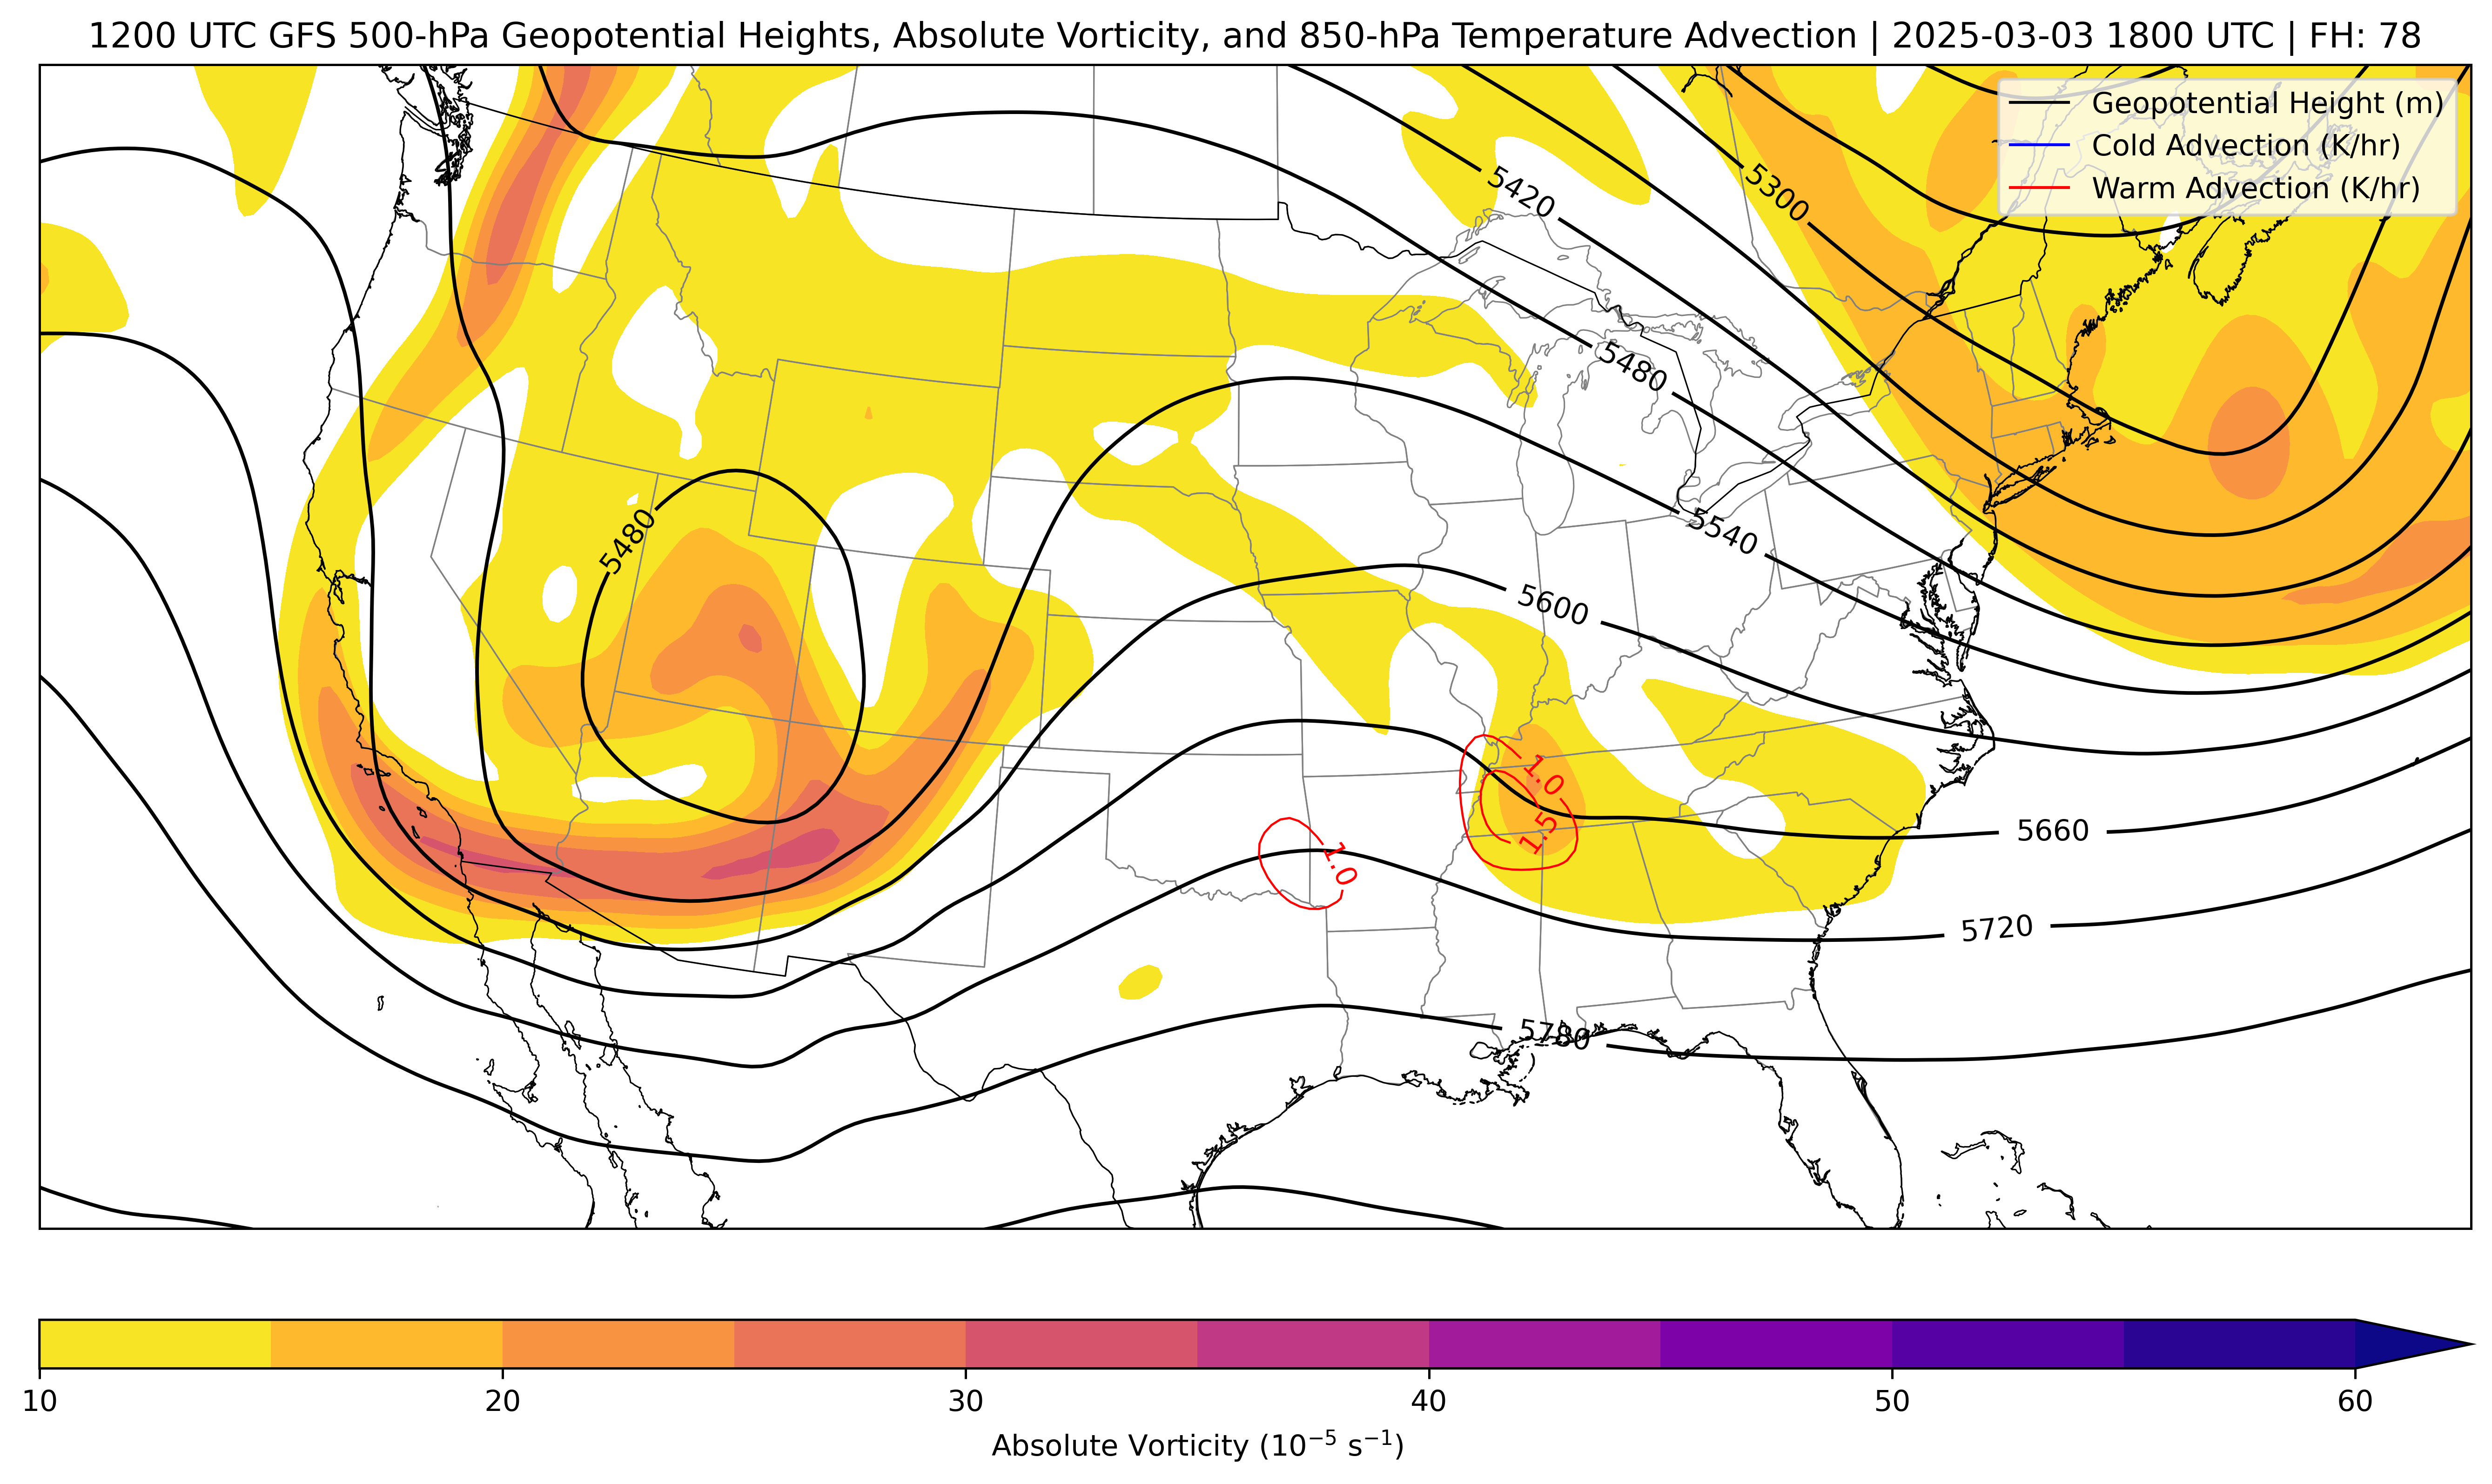 1200 UTC GFS 500-hPa Geopotential Heights, Absolute Vorticity, and 850-hPa Temperature Advection | 2025-03-03 1800 UTC | FH: 78
Geopotential Height (m)
Cold Advection (K/hr)
Warm Advection (K/hr)
5420
5300
5480
5480
5540
5600
1.0
1.5
1.0
5660
5720
5780
10 20 30 40 50 60
Absolute Vorticity (10⁻⁵ s⁻¹)